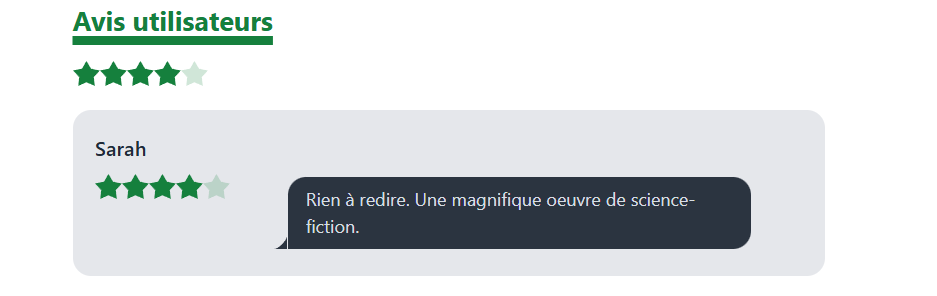 Avis utilisateurs
Sarah
Rien à redire. Une magnifique oeuvre de science-
fiction.